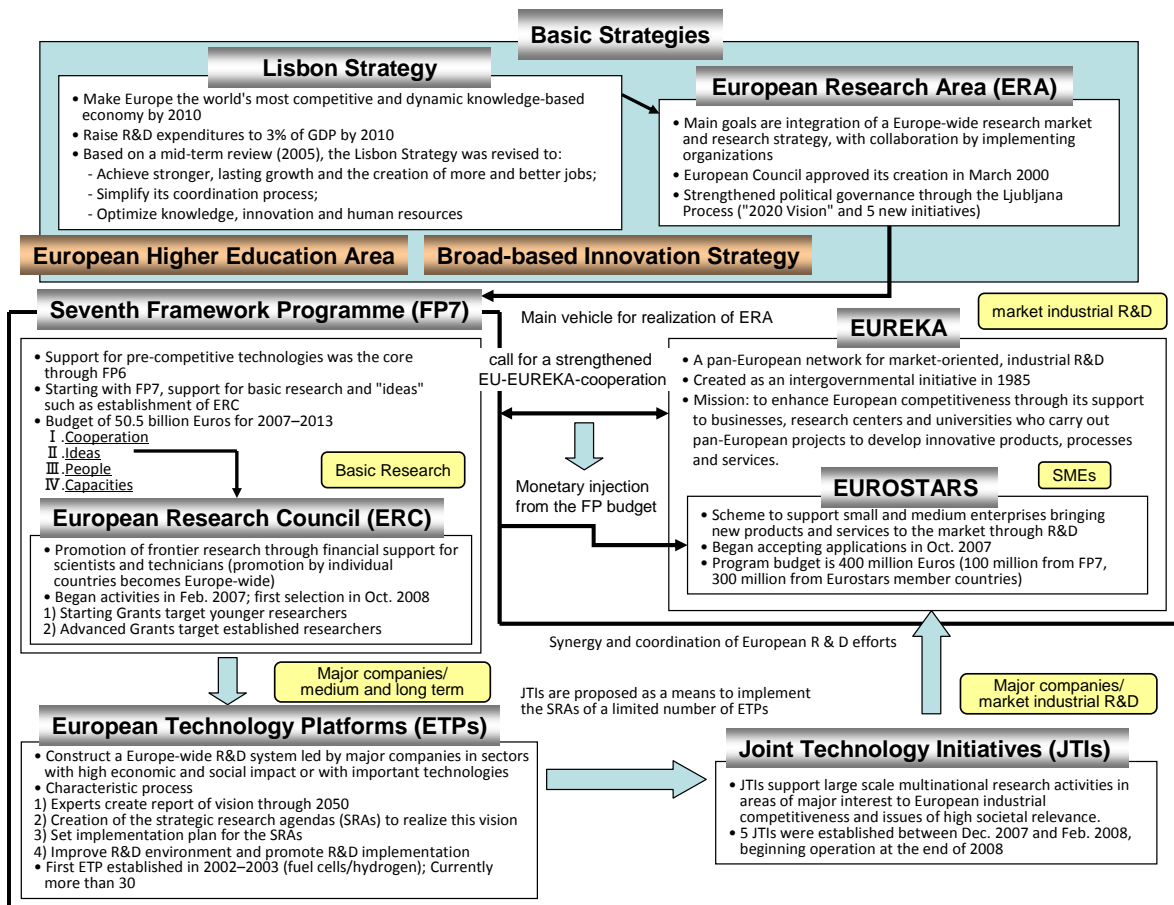 Basic Strategies
Lisbon Strategy
• Make Europe the world's most competitive and dynamic knowledge-based
economy by 2010
• Raise R&D expenditures to 3% of GDP by 2010
• Based on a mid-term review (2005), the Lisbon Strategy was revised to:
- Achieve stronger, lasting growth and the creation of more and better jobs;
- Simplify its coordination process;
- Optimize knowledge, innovation and human resources
European Research Area (ERA)
• Main goals are integration of a Europe-wide research market
and research strategy, with collaboration by implementing
organizations
• European Council approved its creation in March 2000
• Strengthened political governance through the Ljubljana
Process ("2020 Vision" and 5 new initiatives)
European Higher Education Area
Broad-based Innovation Strategy
Seventh Framework Programme (FP7)
• Support for pre-competitive technologies was the core
through FP6
• Starting with FP7, support for basic research and "ideas"
such as establishment of ERC
• Budget of 50.5 billion Euros for 2007–2013
Ⅰ.Cooperation
Ⅱ.Ideas
Ⅲ.People
Ⅳ.Capacities
Basic Research
Main vehicle for realization of ERA
call for a strengthened
EU-EUREKA-cooperation
Monetary injection
from the FP budget
market industrial R&D
EUREKA
• A pan-European network for market-oriented, industrial R&D
• Created as an intergovernmental initiative in 1985
• Mission: to enhance European competitiveness through its support
to businesses, research centers and universities who carry out
pan-European projects to develop innovative products, processes
and services.
SMEs
EUROSTARS
• Scheme to support small and medium enterprises bringing
new products and services to the market through R&D
• Began accepting applications in Oct. 2007
• Program budget is 400 million Euros (100 million from FP7,
300 million from Eurostars member countries)
European Research Council (ERC)
• Promotion of frontier research through financial support for
scientists and technicians (promotion by individual
countries becomes Europe-wide)
• Began activities in Feb. 2007; first selection in Oct. 2008
1) Starting Grants target younger researchers
2) Advanced Grants target established researchers
Synergy and coordination of European R & D efforts
Major companies/
medium and long term
JTIs are proposed as a means to implement
the SRAs of a limited number of ETPs
Major companies/
market industrial R&D
European Technology Platforms (ETPs)
• Construct a Europe-wide R&D system led by major companies in sectors
with high economic and social impact or with important technologies
• Characteristic process
1) Experts create report of vision through 2050
2) Creation of the strategic research agendas (SRAs) to realize this vision
3) Set implementation plan for the SRAs
4) Improve R&D environment and promote R&D implementation
• First ETP established in 2002–2003 (fuel cells/hydrogen); Currently
more than 30
Joint Technology Initiatives (JTIs)
• JTIs support large scale multinational research activities in
areas of major interest to European industrial
competitiveness and issues of high societal relevance.
• 5 JTIs were established between Dec. 2007 and Feb. 2008,
beginning operation at the end of 2008